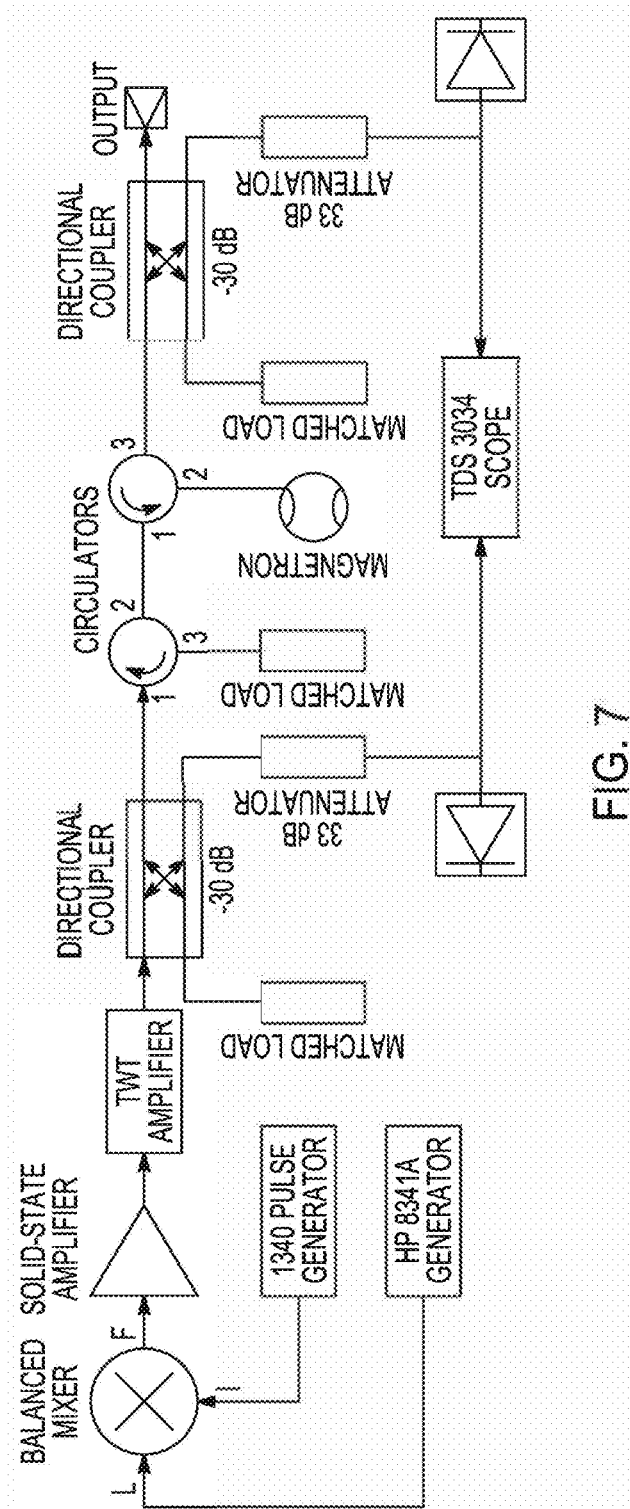 BALANCED
MIXER
L
F
I
SOLID-STATE
AMPLIFIER
1340 PULSE
GENERATOR
HP 8341A
GENERATOR
TWT
AMPLIFIER
DIRECTIONAL
COUPLER
-30 dB
MATCHED LOAD
33 dB
ATTENUATOR
CIRCULATORS
1
2
3
MATCHED LOAD
1
2
3
MAGNETRON
DIRECTIONAL
COUPLER
-30 dB
MATCHED LOAD
33 dB
ATTENUATOR
OUTPUT
TDS 3034
SCOPE
FIG. 7